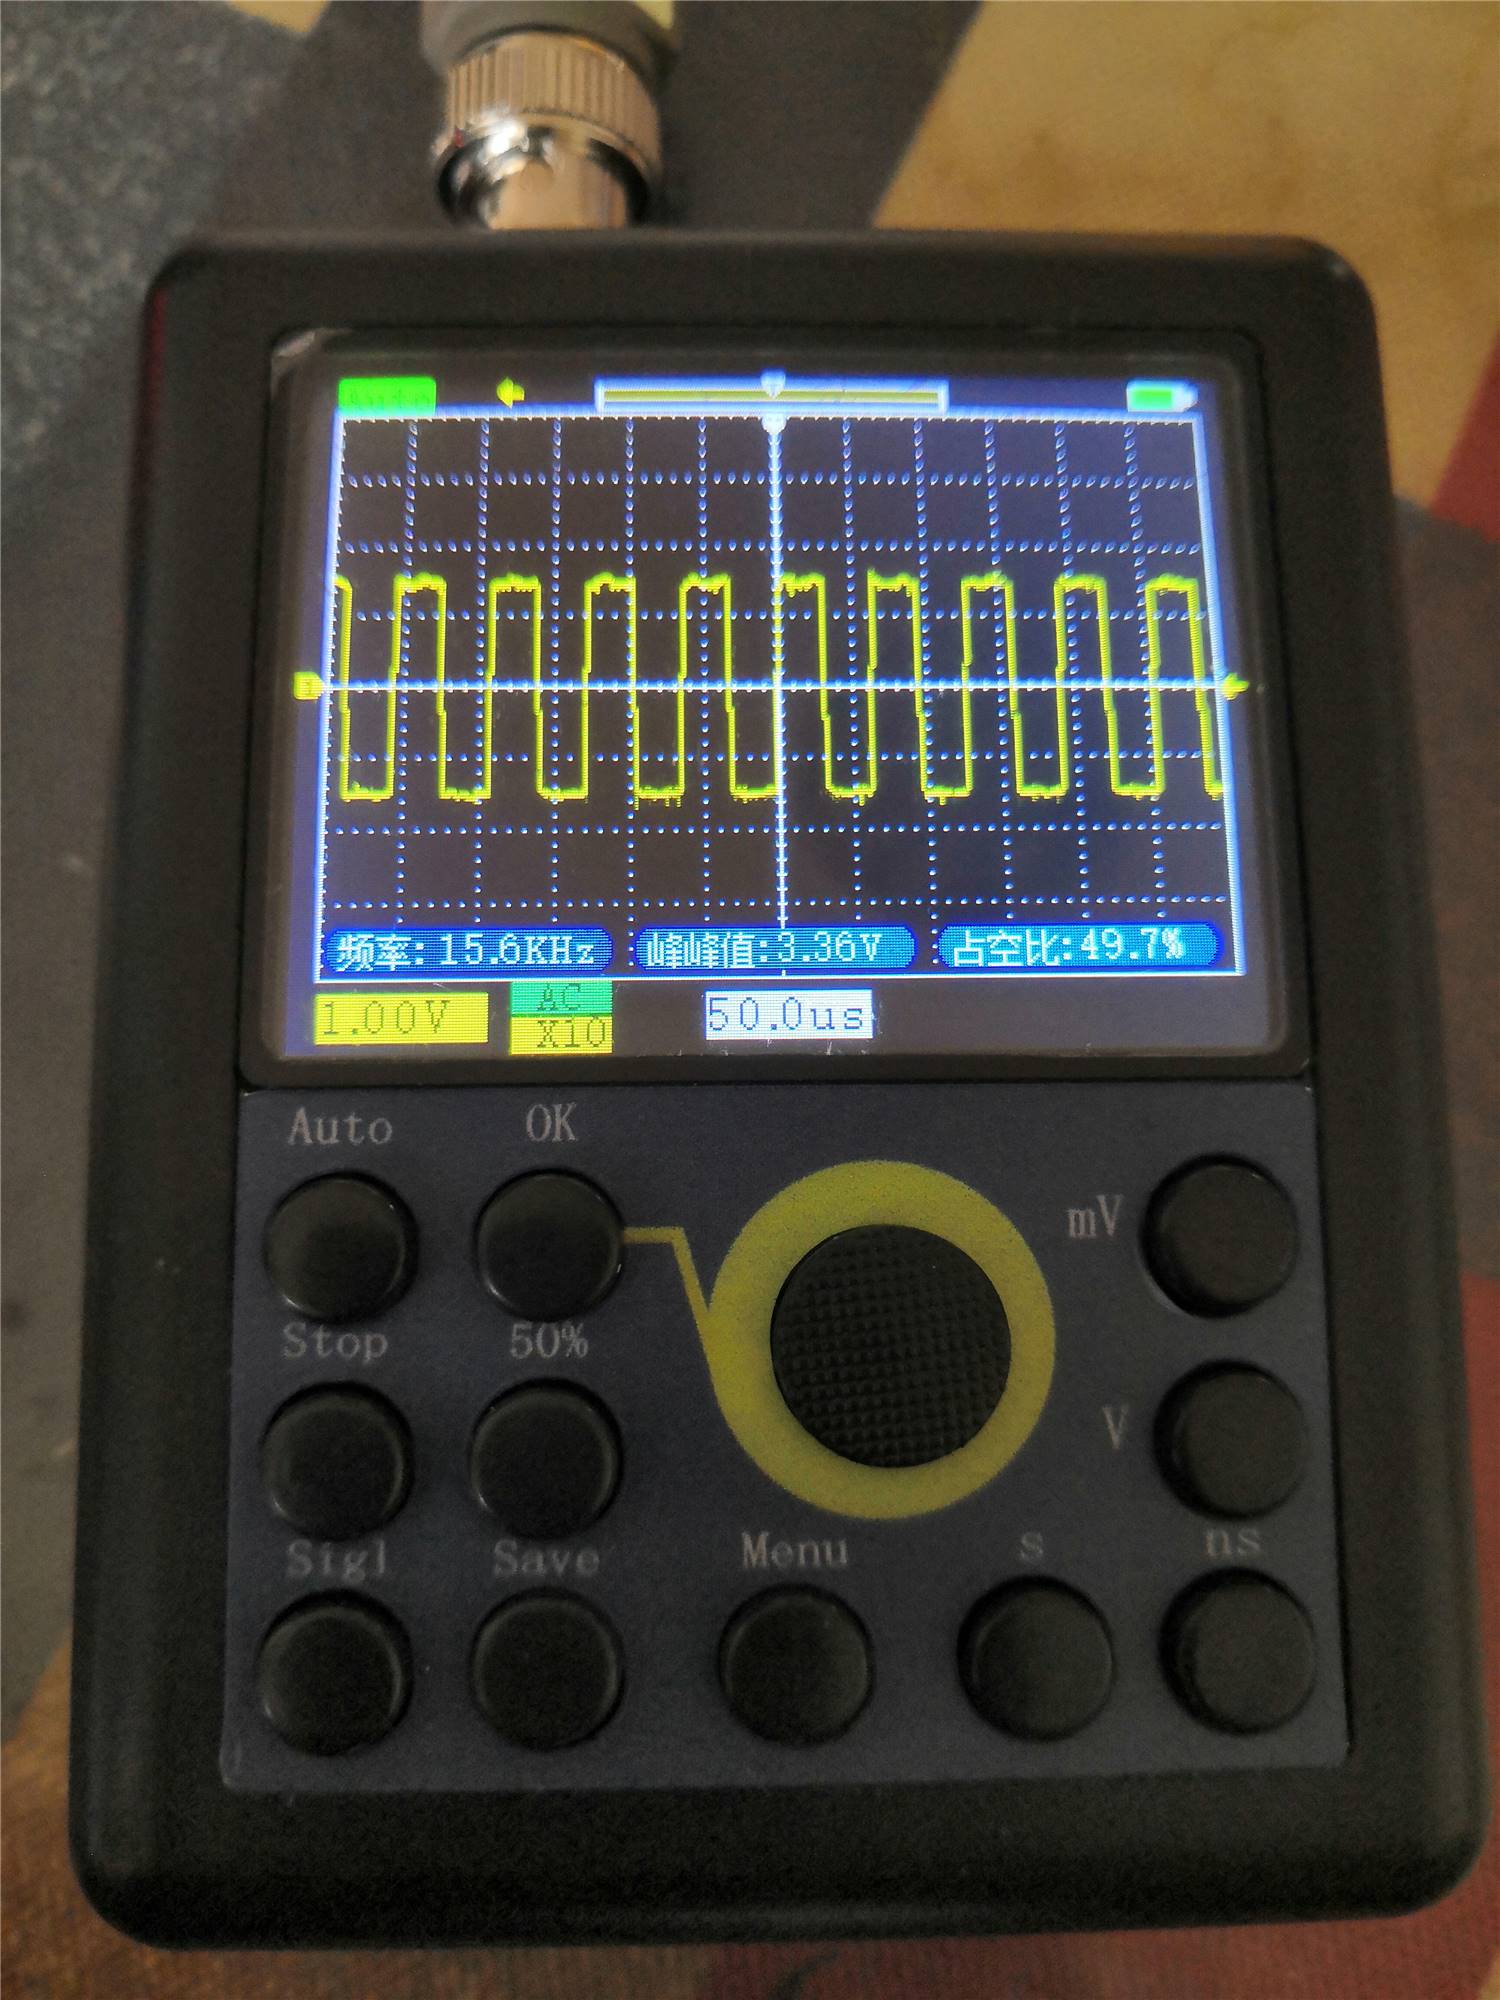 Auto
频率:15.6KHz 峰峰值:3.36V 占空比:49.7%
1.00V AC X10 50.0us
Auto OK
mV
Stop 50%
V
Sigl Save Menu s ns